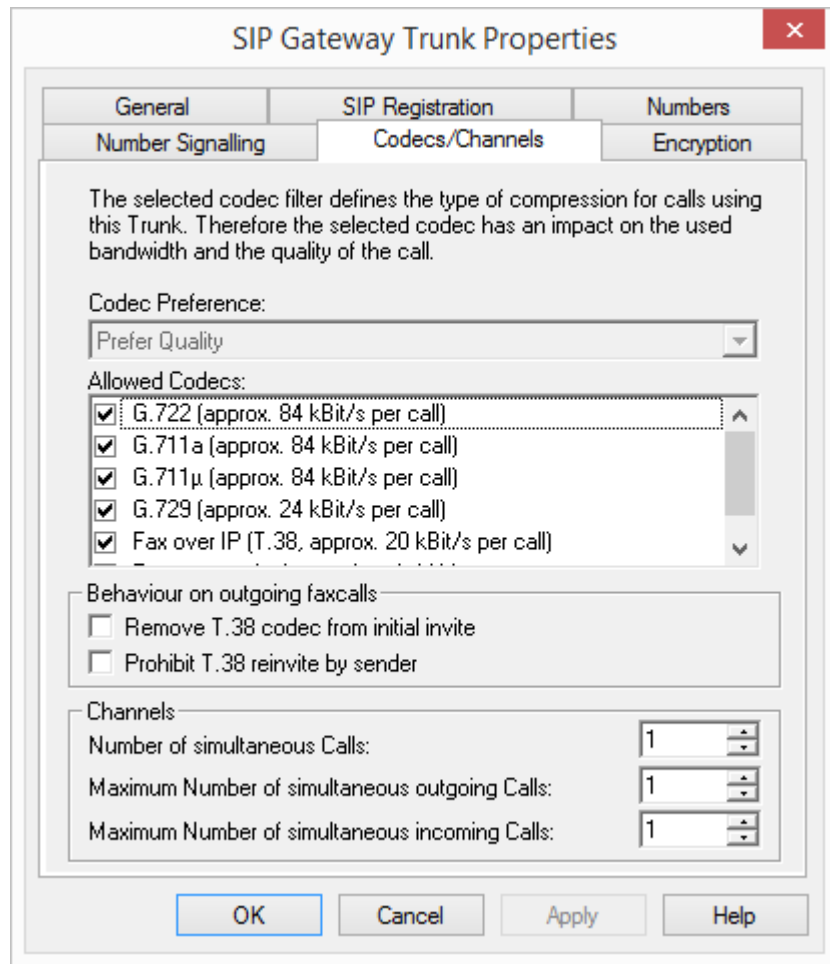 SIP Gateway Trunk Properties
General
SIP Registration
Numbers
Number Signalling
Codecs/Channels
Encryption
The selected codec filter defines the type of compression for calls using
this Trunk. Therefore the selected codec has an impact on the used
bandwidth and the quality of the call.
Codec Preference:
Prefer Quality
Allowed Codecs:
G.722 (approx. 84 kBit/s per call)
G.711a (approx. 84 kBit/s per call)
G.711µ (approx. 84 kBit/s per call)
G.729 (approx. 24 kBit/s per call)
Fax over IP (T.38, approx. 20 kBit/s per call)
Behaviour on outgoing faxcalls
Remove T.38 codec from initial invite
Prohibit T.38 reinvite by sender
Channels
Number of simultaneous Calls: 1
Maximum Number of simultaneous outgoing Calls: 1
Maximum Number of simultaneous incoming Calls: 1
OK Cancel Apply Help